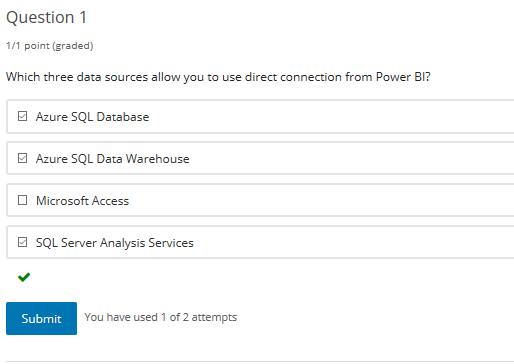 Question 1
1/1 point (graded)
Which three data sources allow you to use direct connection from Power BI?
Azure SQL Database
Azure SQL Data Warehouse
Microsoft Access
SQL Server Analysis Services
Submit You have used 1 of 2 attempts